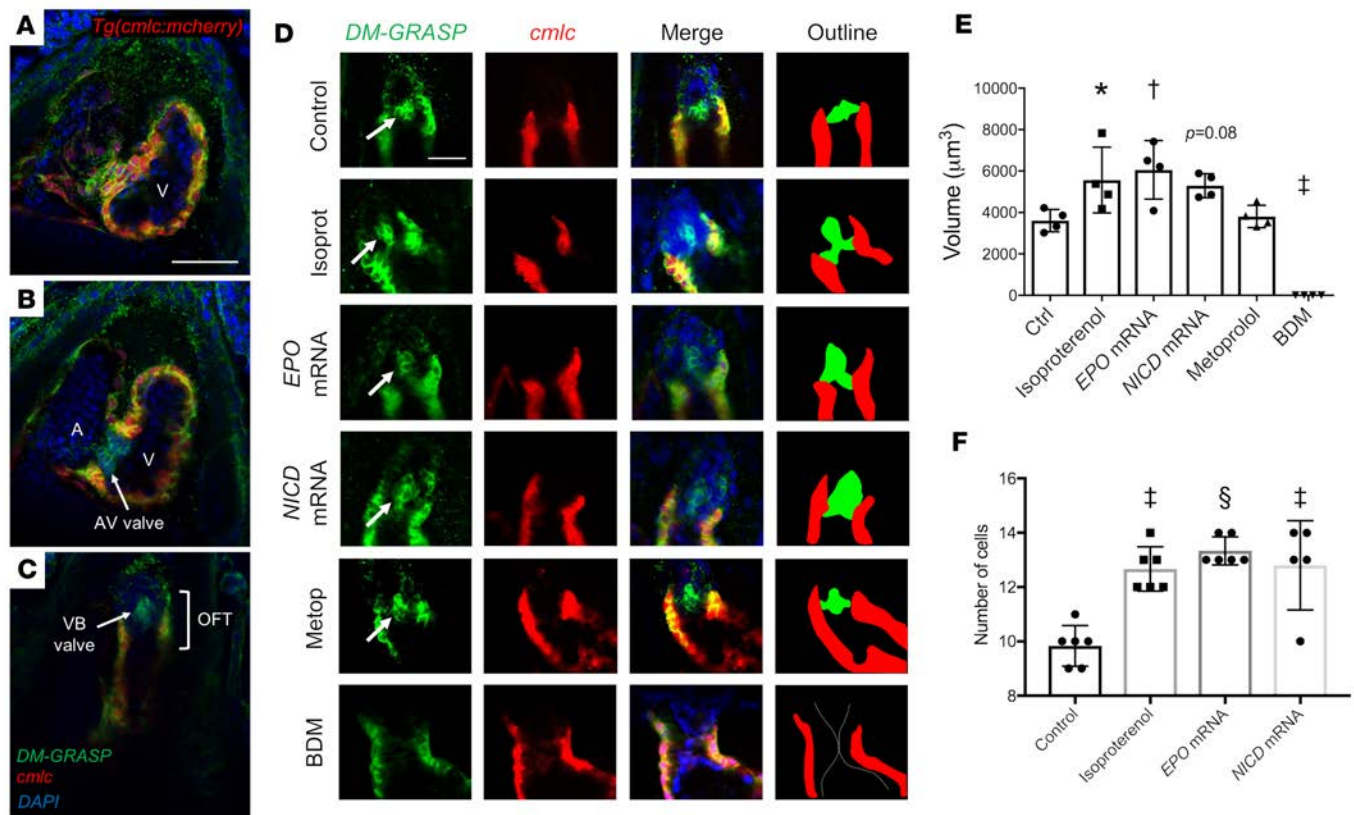 A
Tg(cmlc:mcherry)
V
B
A
V
AV valve
C
VB
valve
OFT
DM-GRASP
cmlc
DAPI
D
DM-GRASP cmlc Merge Outline
Control
Isoprot
EPO
mRNA
NICD
mRNA
Metop
BDM
E
Volume (μm³)
10000
8000
6000
4000
2000
0
* † p=0.08 ‡
Ctrl
Isoproterenol
EPO mRNA
NICD mRNA
Metoprolol
BDM
F
Number of cells
16
14
12
10
8
‡ § ‡
Control
Isoproterenol
EPO mRNA
NICD mRNA